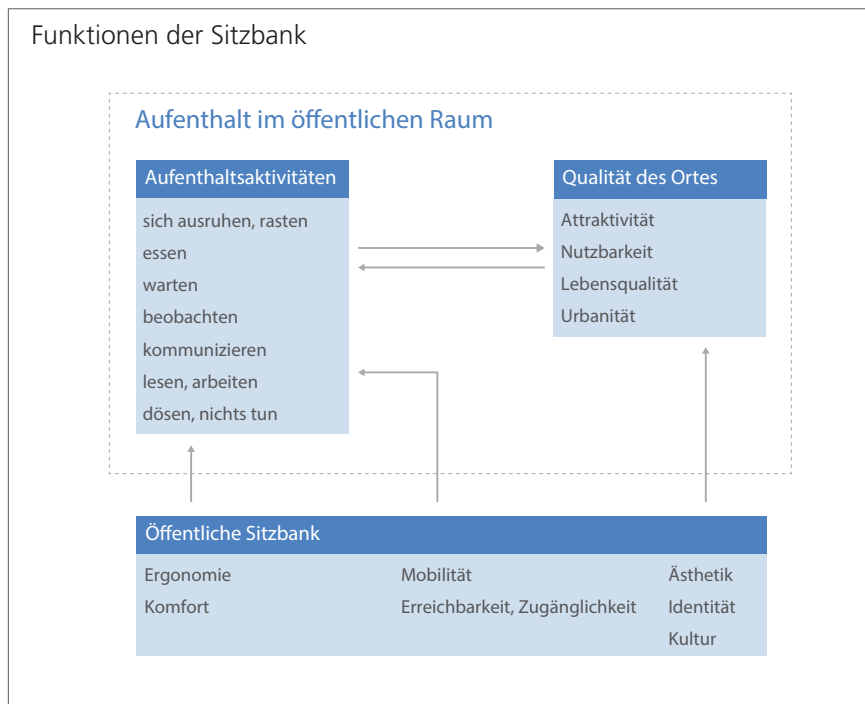 Funktionen der Sitzbank
Aufenthalt im öffentlichen Raum
Aufenthaltsaktivitäten
sich ausruhen, rasten
essen
warten
beobachten
kommunizieren
lesen, arbeiten
dösen, nichts tun
Qualität des Ortes
Attraktivität
Nutzbarkeit
Lebensqualität
Urbanität
Öffentliche Sitzbank
Ergonomie
Komfort
Mobilität
Erreichbarkeit, Zugänglichkeit
Ästhetik
Identität
Kultur